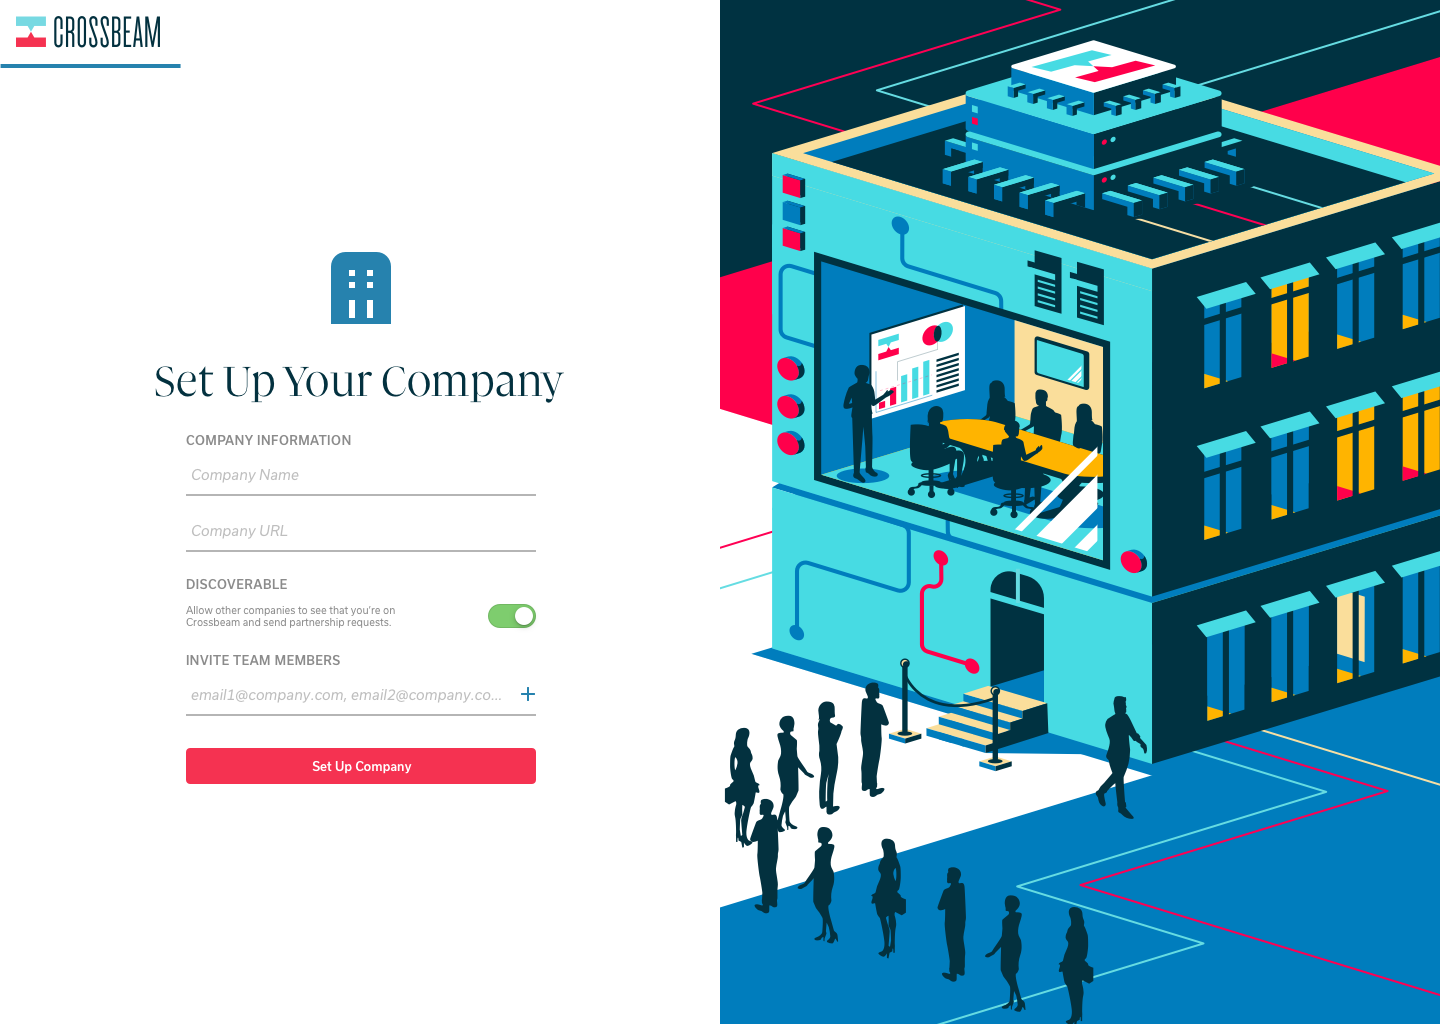 CROSSBEAM
Set Up Your Company
COMPANY INFORMATION
Company Name
Company URL
DISCOVERABLE
Allow other companies to see that you're on
Crossbeam and send partnership requests.
INVITE TEAM MEMBERS
email1@company.com, email2@company.co...
Set Up Company